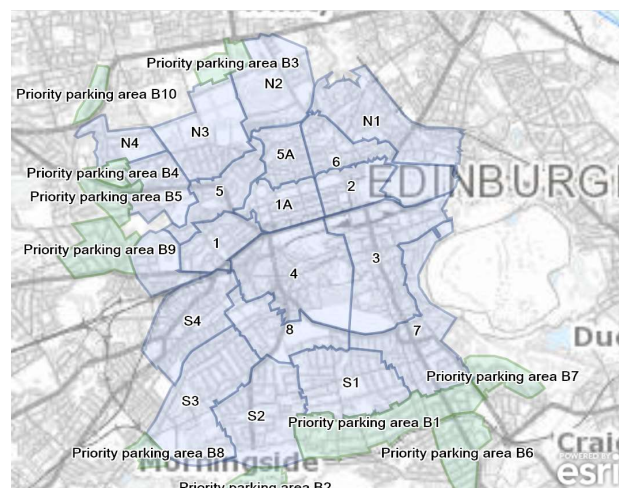 Priority parking area B3
N2
Priority parking area B10
N1
N3
N4
5A
6
Priority parking area B4
EDINBURG
2
5
Priority parking area B5
1A
1
Priority parking area B9
3
4
S4
8
7
Du
Priority parking area B7
S1
S3
S2
Priority parking area B1
Craig
Priority parking area B8
Priority parking area B6
POWERED BY
esri
Morningside
Priority parking area B2